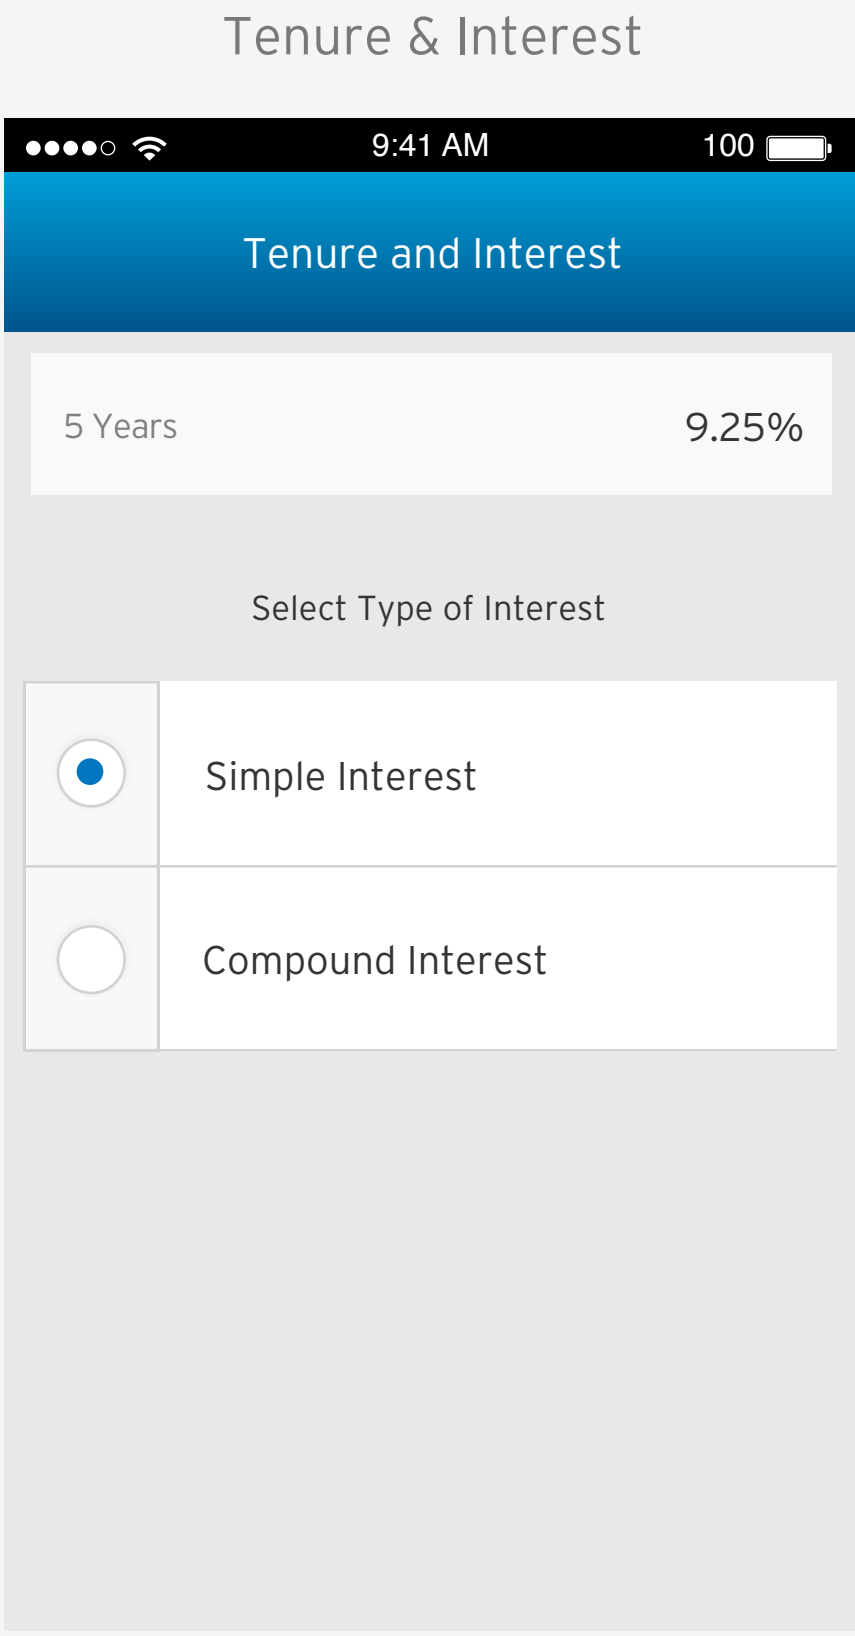 Tenure & Interest
9:41 AM 100
Tenure and Interest
5 Years 9.25%
Select Type of Interest
Simple Interest
Compound Interest